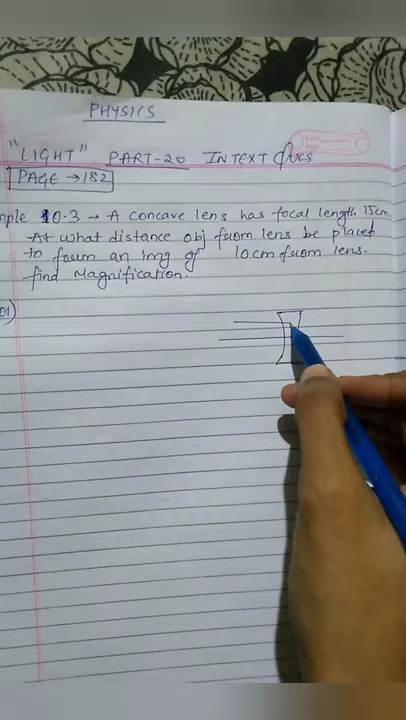 PHYSICS
"LIGHT" PART-20 INTEXT Ques
PAGE → 182
mple 10.3 → A concave lens has focal length 15cm.
At what distance obj from lens be placed
to form an img of 10cm from lens.
find Magnification.
01)